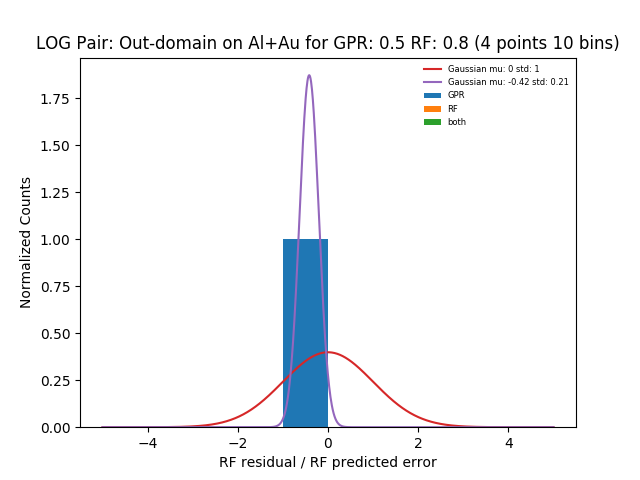 LOG Pair: Out-domain on Al+Au for GPR: 0.5 RF: 0.8 (4 points 10 bins)
Gaussian mu: 0 std: 1
Gaussian mu: -0.42 std: 0.21
GPR
RF
both
Normalized Counts
1.75
1.50
1.25
1.00
0.75
0.50
0.25
0.00
−4
−2
0
2
4
RF residual / RF predicted error